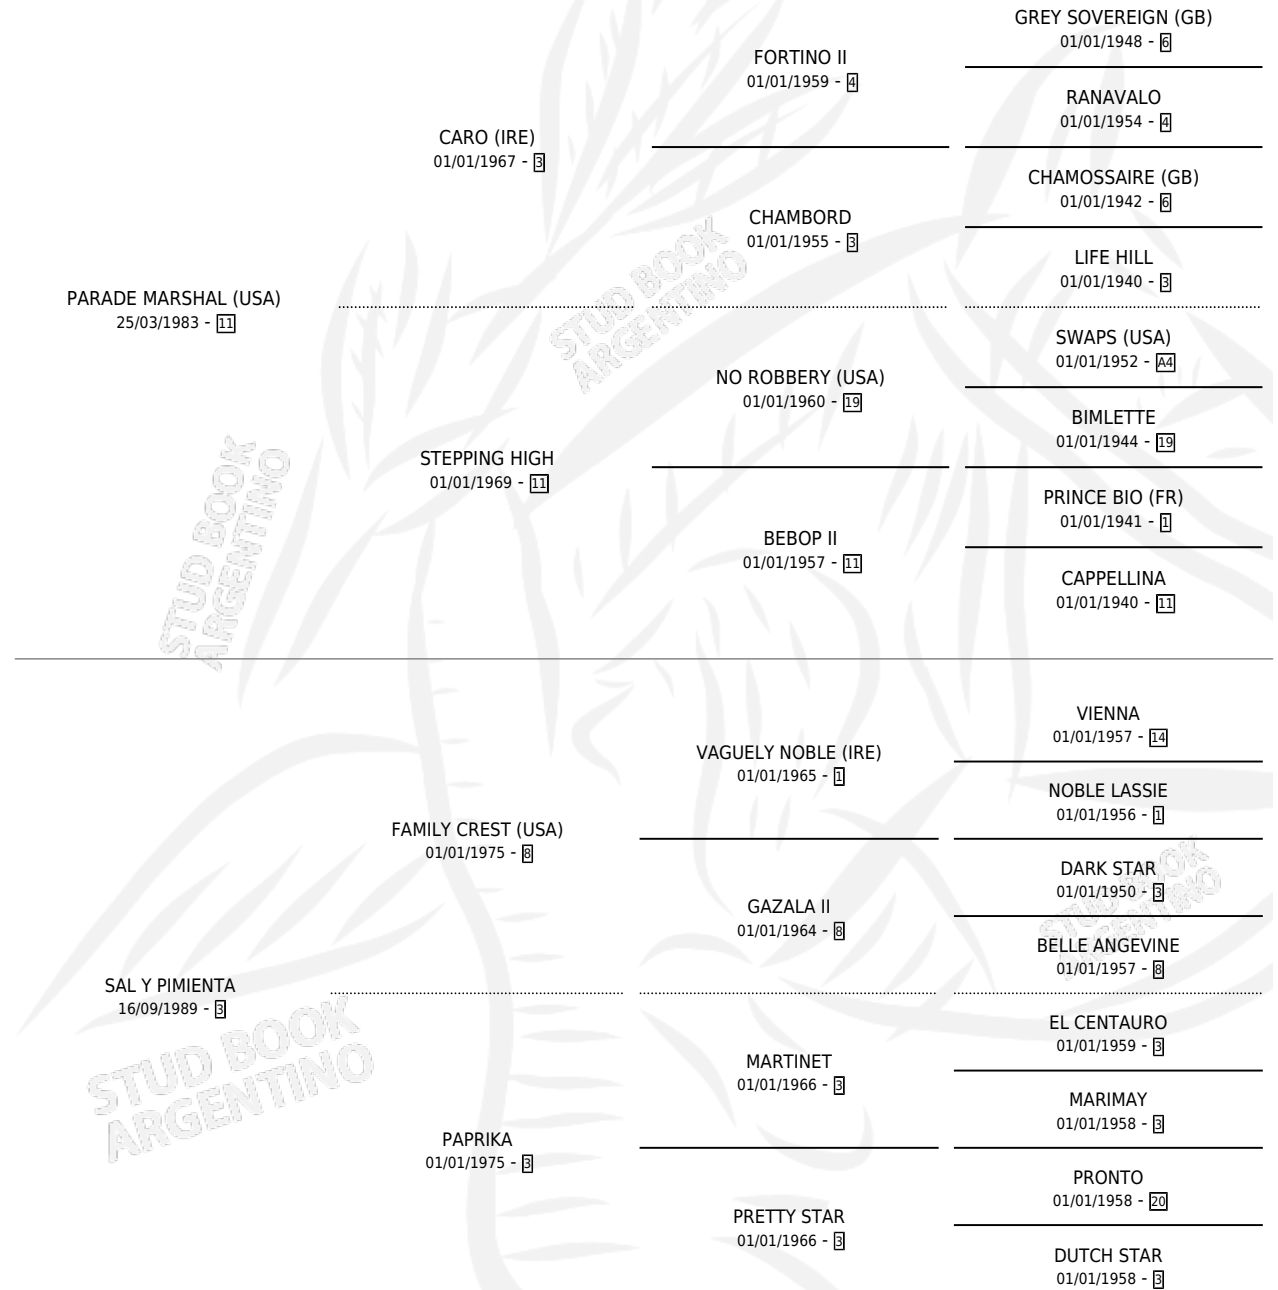 GREY SOVEREIGN (GB)
01/01/1948 - 6
FORTINO II
01/01/1959 - 4
RANAVALO
01/01/1954 - 4
CARO (IRE)
01/01/1967 - 3
CHAMOSSAIRE (GB)
01/01/1942 - 6
CHAMBORD
01/01/1955 - 3
LIFE HILL
01/01/1940 - 3
PARADE MARSHAL (USA)
25/03/1983 - 11
SWAPS (USA)
01/01/1952 - A4
NO ROBBERY (USA)
01/01/1960 - 19
BIMLETTE
01/01/1944 - 19
STEPPING HIGH
01/01/1969 - 11
PRINCE BIO (FR)
01/01/1941 - 1
BEBOP II
01/01/1957 - 11
CAPPELLINA
01/01/1940 - 11
STUD BOOK
ARGENTINO
STUD BOOK
ARGENTINO
VIENNA
01/01/1957 - 14
VAGUELY NOBLE (IRE)
01/01/1965 - 1
NOBLE LASSIE
01/01/1956 - 1
FAMILY CREST (USA)
01/01/1975 - 8
DARK STAR
01/01/1950 - 3
GAZALA II
01/01/1964 - 8
BELLE ANGEVINE
01/01/1957 - 8
STUD BOOK
ARGENTINO
SAL Y PIMIENTA
16/09/1989 - 3
EL CENTAURO
01/01/1959 - 3
MARTINET
01/01/1966 - 3
MARIMAY
01/01/1958 - 3
STUD BOOK
ARGENTINO
PAPRIKA
01/01/1975 - 3
PRONTO
01/01/1958 - 20
PRETTY STAR
01/01/1966 - 3
DUTCH STAR
01/01/1958 - 3